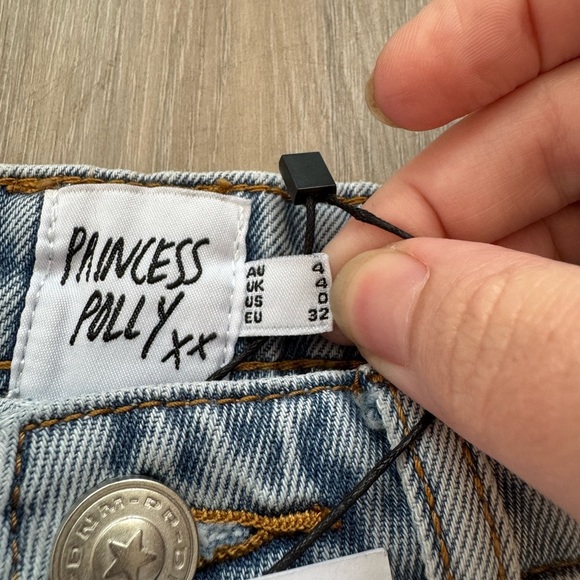 PRINCESS
POLLY xx
AU 4
UK 4
US 0
EU 32